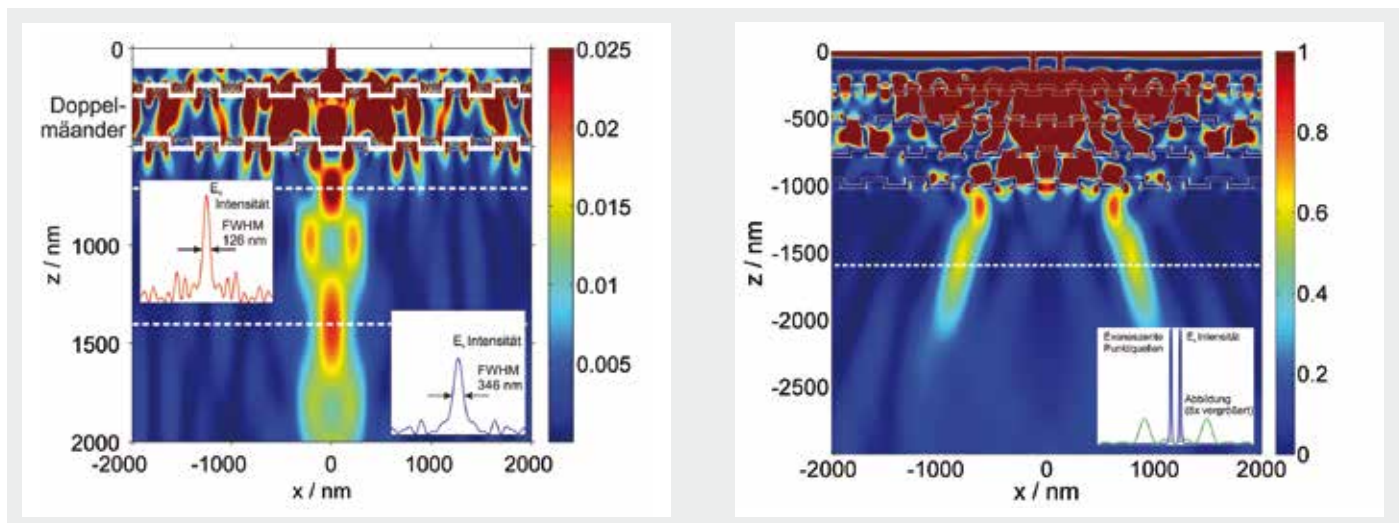 0
0.025
Doppel-
mäander
0.02
E
Intensität
0.015
FWHM
126 nm
z / nm
1000
0.01
Eₓ Intensität
1500
FWHM
346 nm
0.005
2000
-2000
-1000
0
1000
2000
x / nm
0
1
-500
0.8
-1000
z / nm
0.6
-1500
0.4
-2000
Evaneszente
Punktquellen
Eₓ Intensität
0.2
-2500
Abbildung
(8x vergrößert)
0
-2000
-1000
0
1000
2000
x / nm